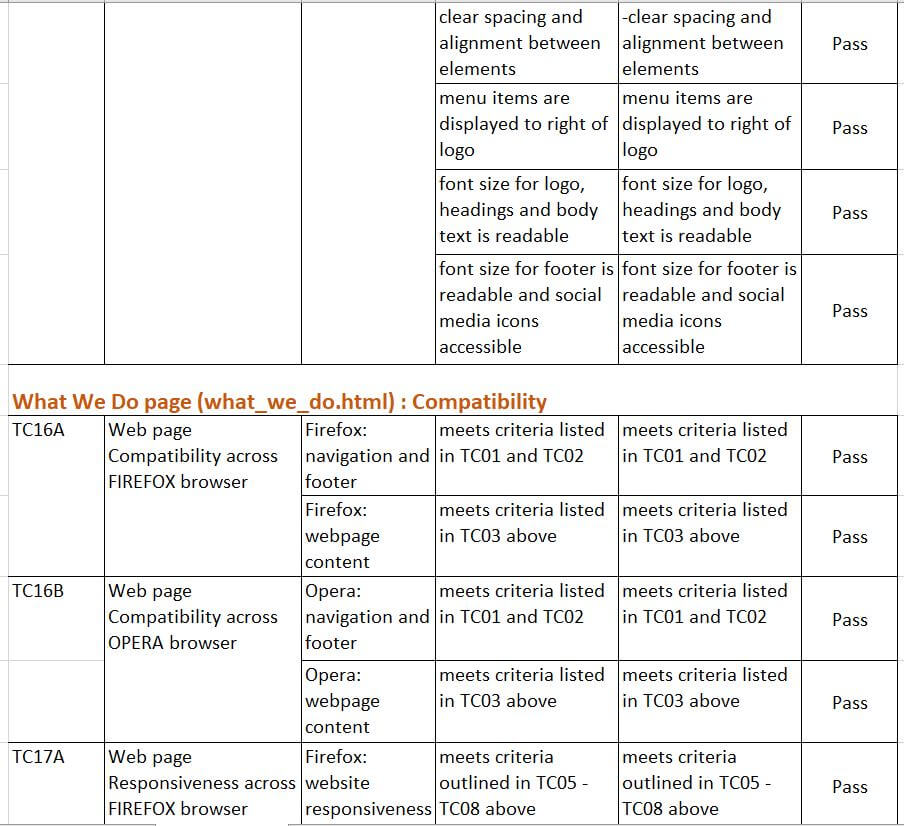 clear spacing and
alignment between
elements
-clear spacing and
alignment between
elements
Pass
menu items are
displayed to right of
logo
menu items are
displayed to right of
logo
Pass
font size for logo,
headings and body
text is readable
font size for logo,
headings and body
text is readable
Pass
font size for footer is
readable and social
media icons
accessible
font size for footer is
readable and social
media icons
accessible
Pass
What We Do page (what_we_do.html) : Compatibility
TC16A
Web page
Compatibility across
FIREFOX browser
Firefox:
navigation and
footer
meets criteria listed
in TC01 and TC02
meets criteria listed
in TC01 and TC02
Pass
Firefox:
webpage
content
meets criteria listed
in TC03 above
meets criteria listed
in TC03 above
Pass
TC16B
Web page
Compatibility across
OPERA browser
Opera:
navigation and
footer
meets criteria listed
in TC01 and TC02
meets criteria listed
in TC01 and TC02
Pass
Opera:
webpage
content
meets criteria listed
in TC03 above
meets criteria listed
in TC03 above
Pass
TC17A
Web page
Responsiveness across
FIREFOX browser
Firefox:
website
responsiveness
meets criteria
outlined in TC05 -
TC08 above
meets criteria
outlined in TC05 -
TC08 above
Pass